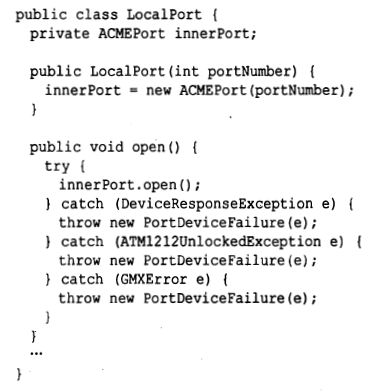 public class LocalPort {
private ACMEPort innerPort;
public LocalPort(int portNumber) {
innerPort = new ACMEPort(portNumber);
}
public void open() {
try {
innerPort.open();
} catch (DeviceResponseException e) {
throw new PortDeviceFailure(e);
} catch (ATM1212UnlockedException e) {
throw new PortDeviceFailure(e);
} catch (GMXError e) {
throw new PortDeviceFailure(e);
}
}
…
}